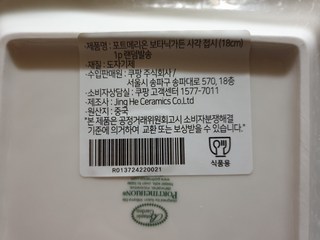 제품명 : 포트메리온 보타닉가든 사각 접시 (18cm)
1p 랜덤발송
재질 : 도자기제
수입판매원 : 쿠팡 주식회사 /
서울시 송파구 송파대로 570, 18층
소비자상담실 : 쿠팡 고객센터 1577-7011
제조사 : Jing He Ceramics Co.Ltd
원산지 : 중국
"본 제품은 공정거래위원회고시 소비자분쟁해결
기준에 의거하여 교환 또는 보상받을 수 있습니다."
식품용
R013724220021
PORTMEIRION